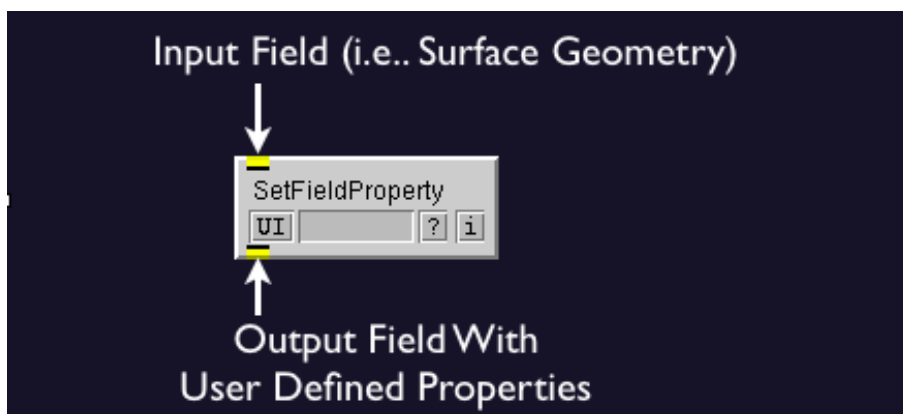 Input Field (i.e.. Surface Geometry)
SetFieldProperty
UI ? i
Output Field With
User Defined Properties